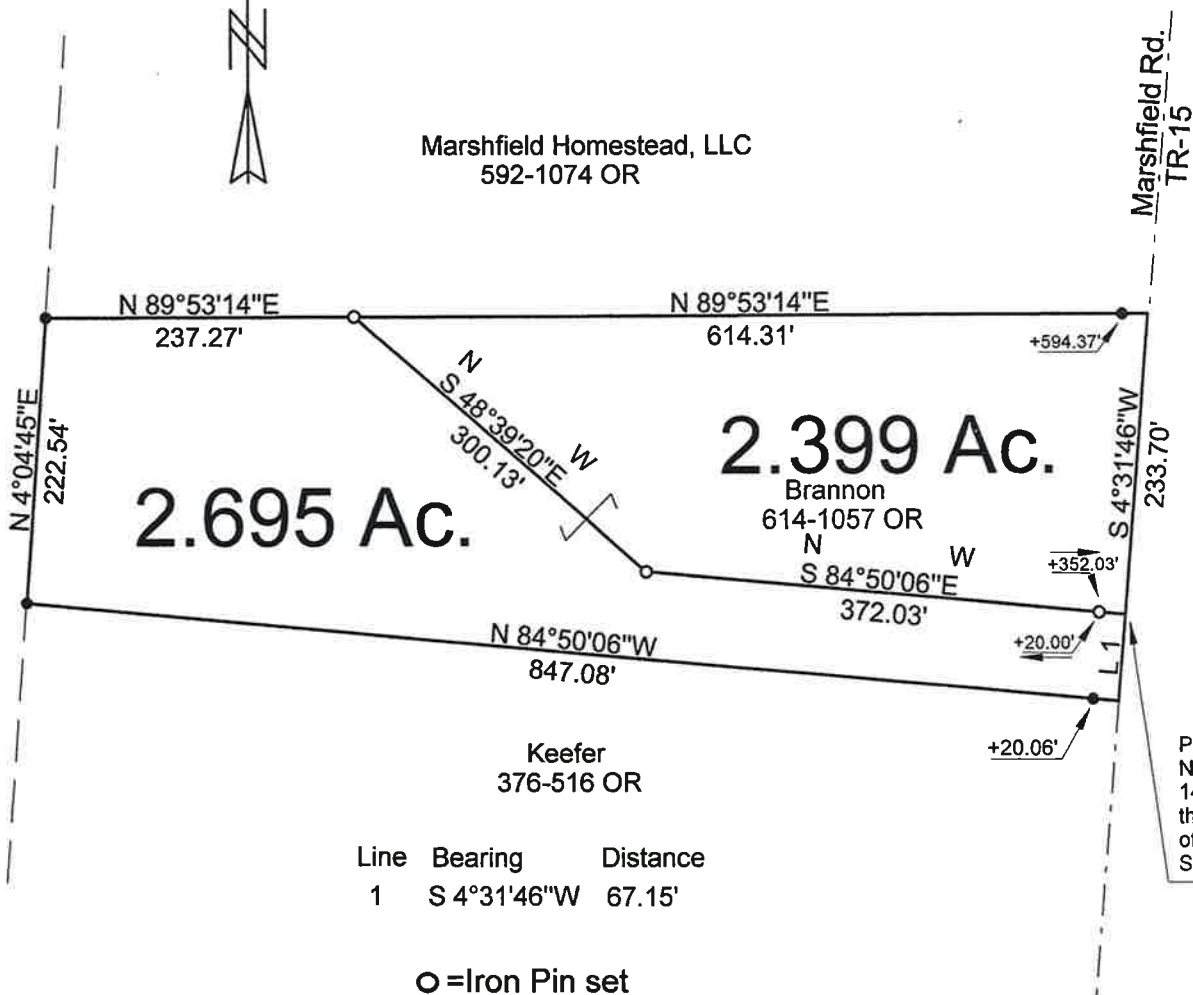 N
Marshfield Homestead, LLC
592-1074 OR
Marshfield Rd.
TR-15
N 89°53'14"E
237.27'
N 89°53'14"E
614.31'
+594.37'
N 4°04'45"E
222.54'
N W
S 48°39'20"E
300.13'
2.399 Ac.
Brannon
614-1057 OR
S 4°31'46"W
233.70'
2.695 Ac.
N W
S 84°50'06"E
372.03'
+352.03'
+20.00'
L 1
N 84°50'06"W
847.08'
+20.06'
Keefer
376-516 OR
P
N
14
th
of
S
Line Bearing Distance
1 S 4°31'46"W 67.15'
=Iron Pin set